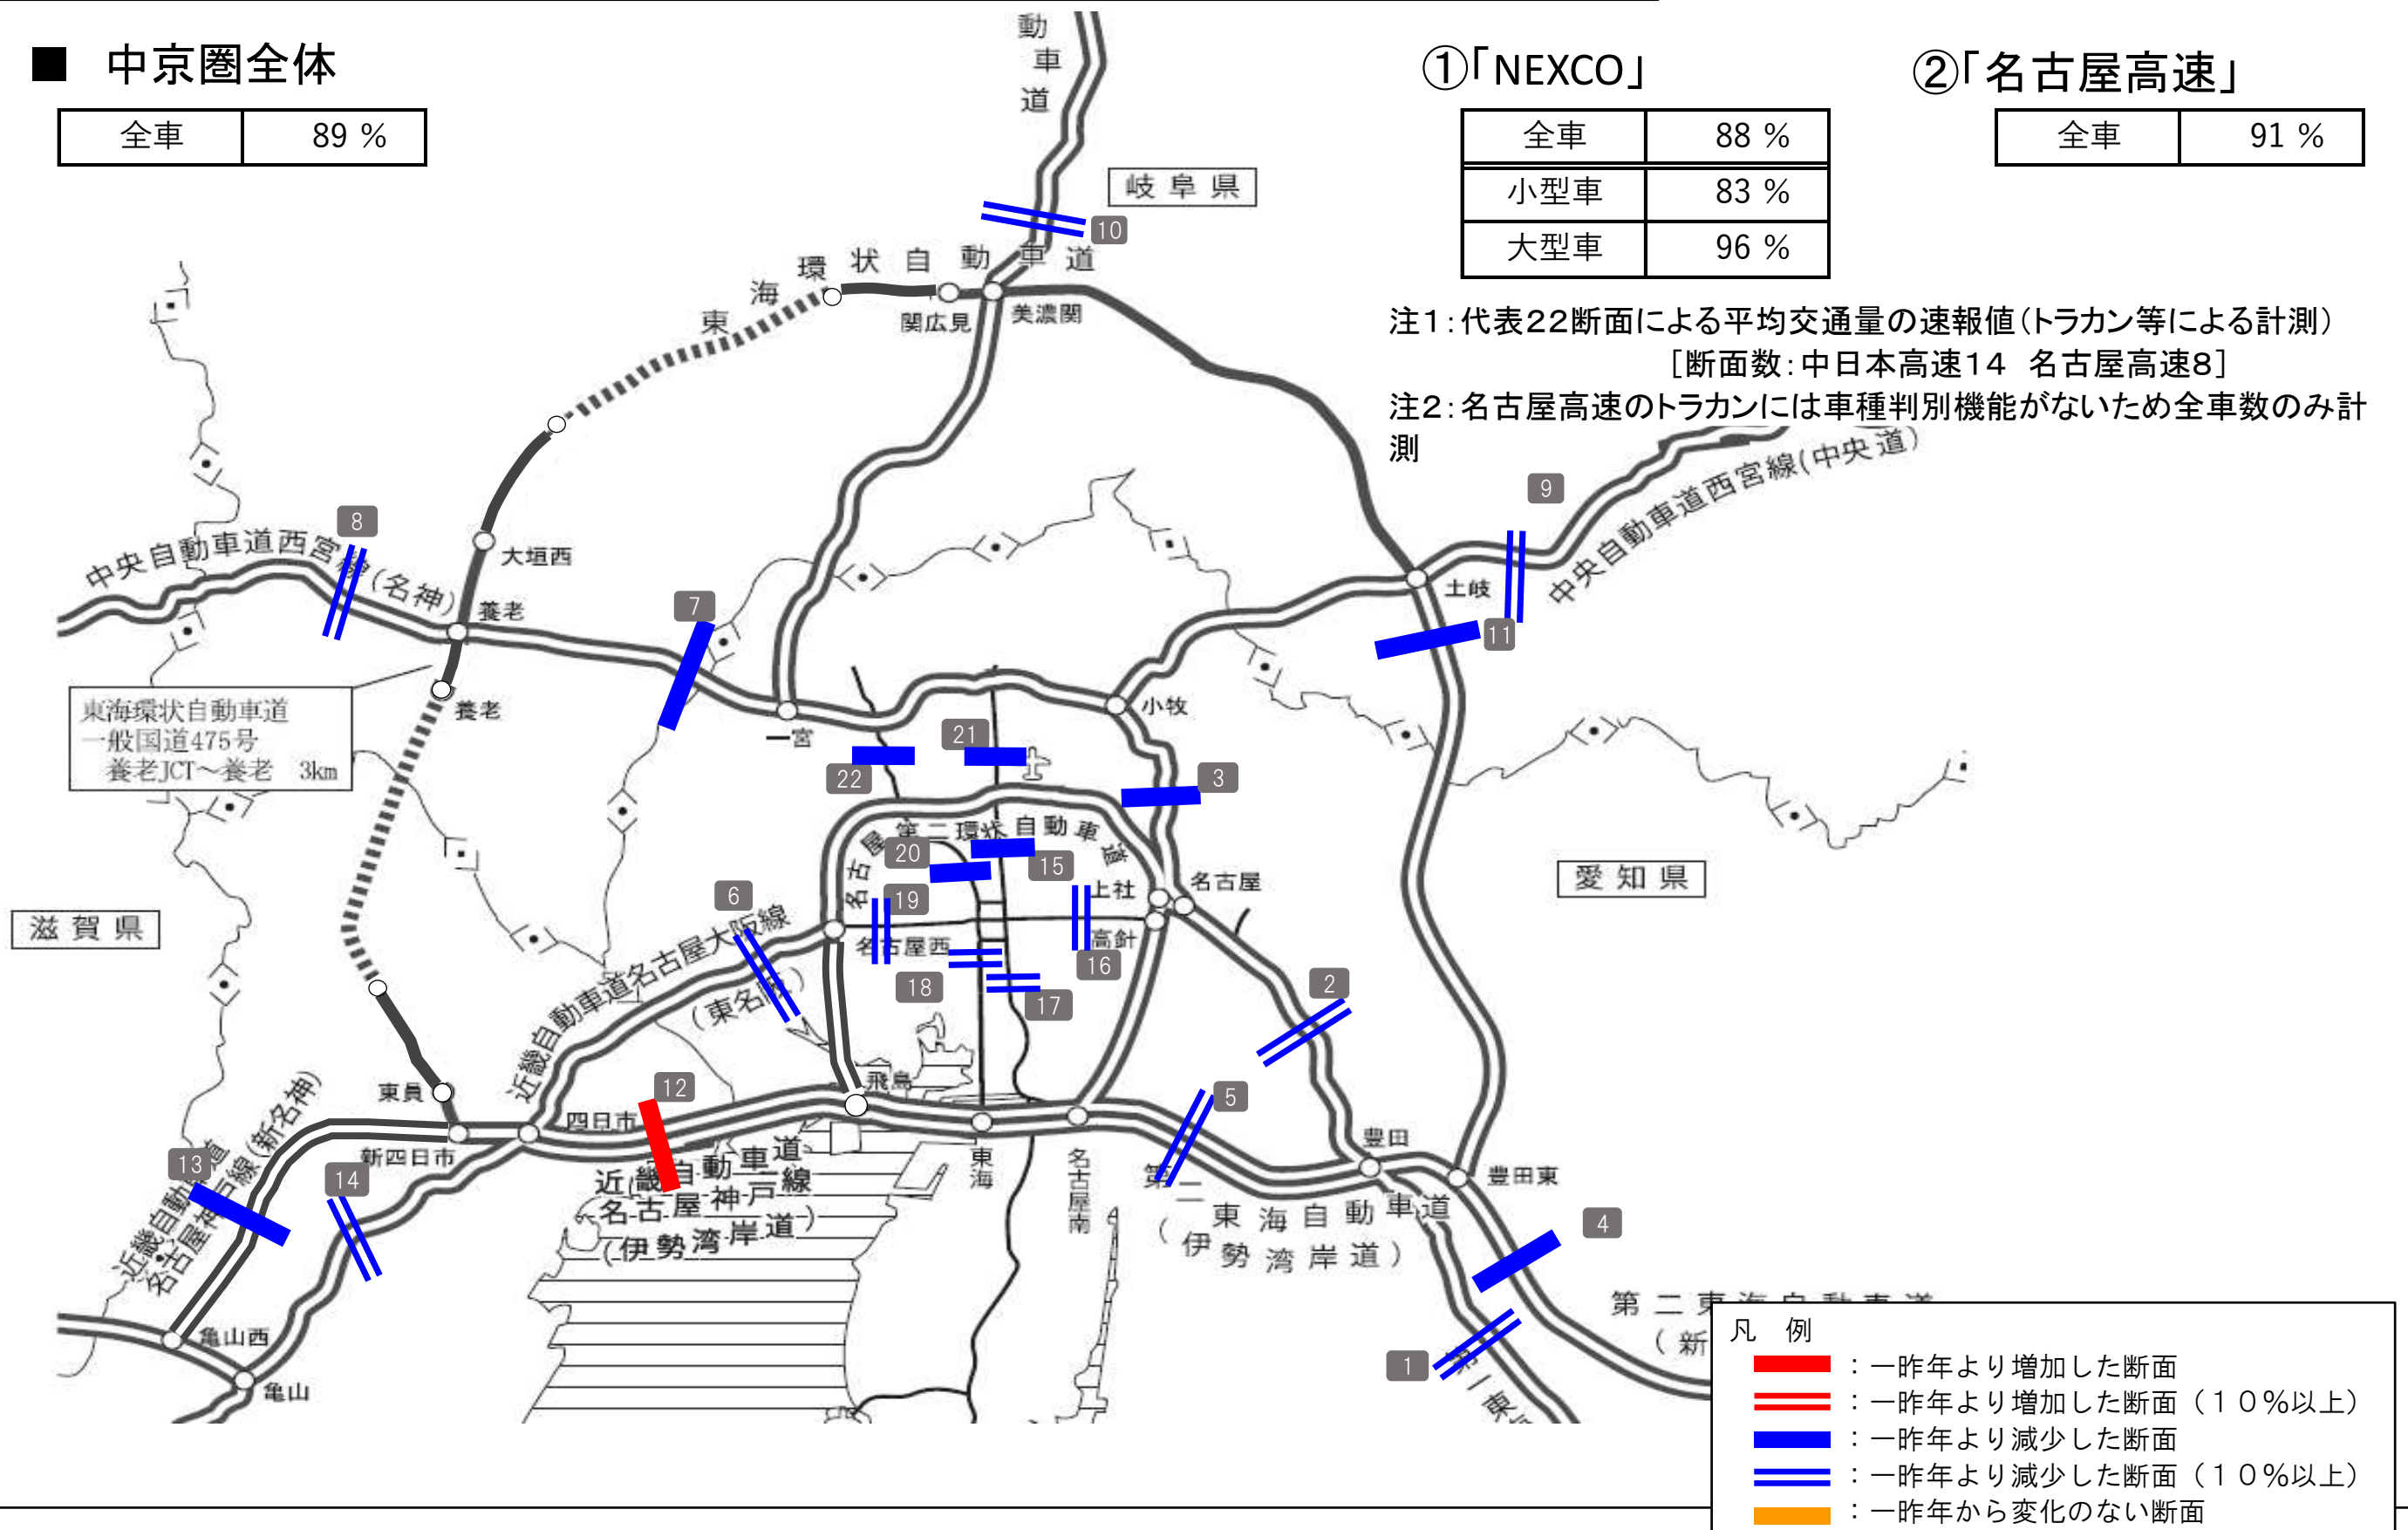 ■ 中京圏全体
全車 89 %
①「NEXCO」
全車 88 %
小型車 83 %
大型車 96 %
②「名古屋高速」
全車 91 %
注1：代表22断面による平均交通量の速報値（トラカン等による計測）
［断面数：中日本高速14 名古屋高速8］
注2：名古屋高速のトラカンには車種判別機能がないため全車数のみ計
測
動車道
岐阜県
10
東海環状自動車道
関広見
美濃関
9
中央自動車道西宮線(中央道)
8
中央自動車道西宮線(名神)
大垣西
養老
7
土岐
11
東海環状自動車道
一般国道475号
養老JCT～養老 3km
養老
一宮
小牧
21
22
3
名古屋第二環状自動車道
20
15
上社
名古屋
愛知県
滋賀県
6
19
名古屋西
高針
16
近畿自動車道名古屋大阪線
(東名阪)
18
17
2
東員
12
飛島
5
四日市
新四日市
13
14
近畿自動車道
名古屋神戸線(新名神)
近畿自動車道
名古屋神戸線
(伊勢湾岸道)
東海
名古屋南
豊田
豊田東
第二東海自動車道
(伊勢湾岸道)
4
亀山西
亀山
1
第一東
第二東海自動車道
(新
凡 例
：一昨年より増加した断面
：一昨年より増加した断面（１０％以上）
：一昨年より減少した断面
：一昨年より減少した断面（１０％以上）
：一昨年から変化のない断面